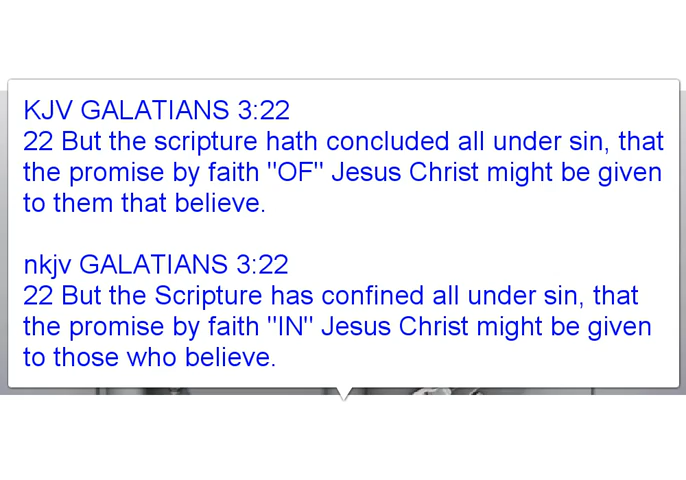 KJV GALATIANS 3:22
22 But the scripture hath concluded all under sin, that
the promise by faith "OF" Jesus Christ might be given
to them that believe.
nkjv GALATIANS 3:22
22 But the Scripture has confined all under sin, that
the promise by faith "IN" Jesus Christ might be given
to those who believe.